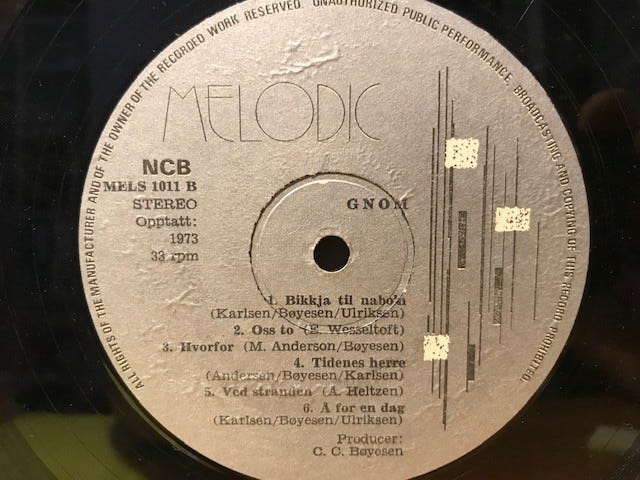 ALL RIGHTS OF THE MANUFACTURER AND OF THE OWNER OF THE RECORDED WORK RESERVED. UNAUTHORIZED PUBLIC PERFORMANCE, BROADCASTING AND COPYING OF THIS RECORD PROHIBITED.
MELODIC
NCB
MELS 1011 B
STEREO
GNOM
Opptatt:
1973
33 rpm
1. Bikkja til nabo'n
(Karlsen/Bøyesen/Ulriksen)
2. Oss to (E. Wesseltoft)
3. Hvorfor (M. Anderson/Bøyesen)
4. Tidenes herre
(Andersen/Bøyesen/Karlsen)
5. Ved stranden (A. Heltzen)
6. Å for en dag
(Karlsen/Bøyesen/Ulriksen)
Producer:
C. C. Bøyesen